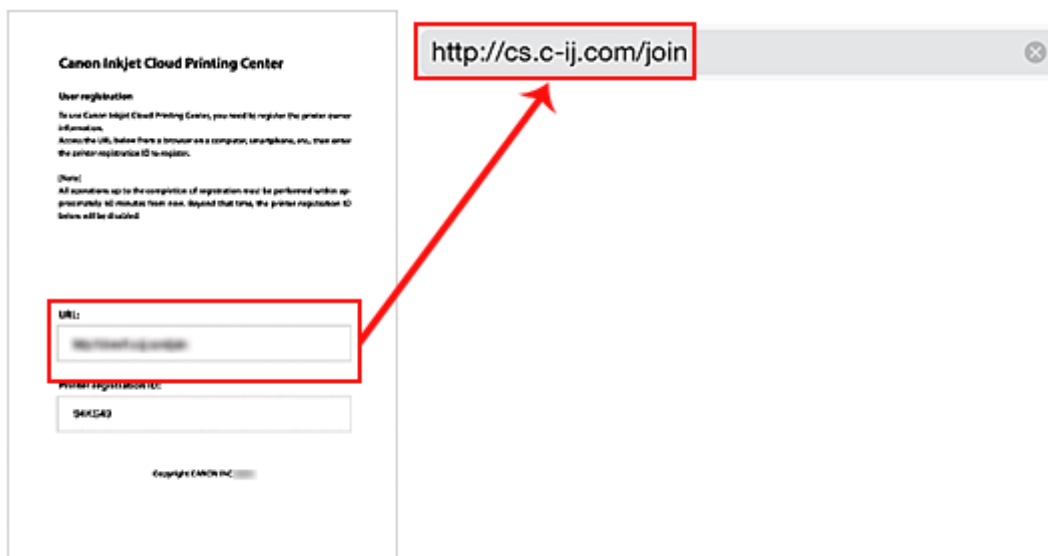 Canon Inkjet Cloud Printing Center
User registration
To use Canon Inkjet Cloud Printing Center, you need to register the printer owner
information.
Access the URL below from a browser on a computer, smartphone, etc., then enter
the printer registration ID to register.
[Note]
All operations up to the completion of registration must be performed within ap-
proximately 60 minutes from now. Beyond that time, the printer registration ID
below will be disabled
URL:
Printer registration ID:
Copyright CANON INC.
http://cs.c-ij.com/join